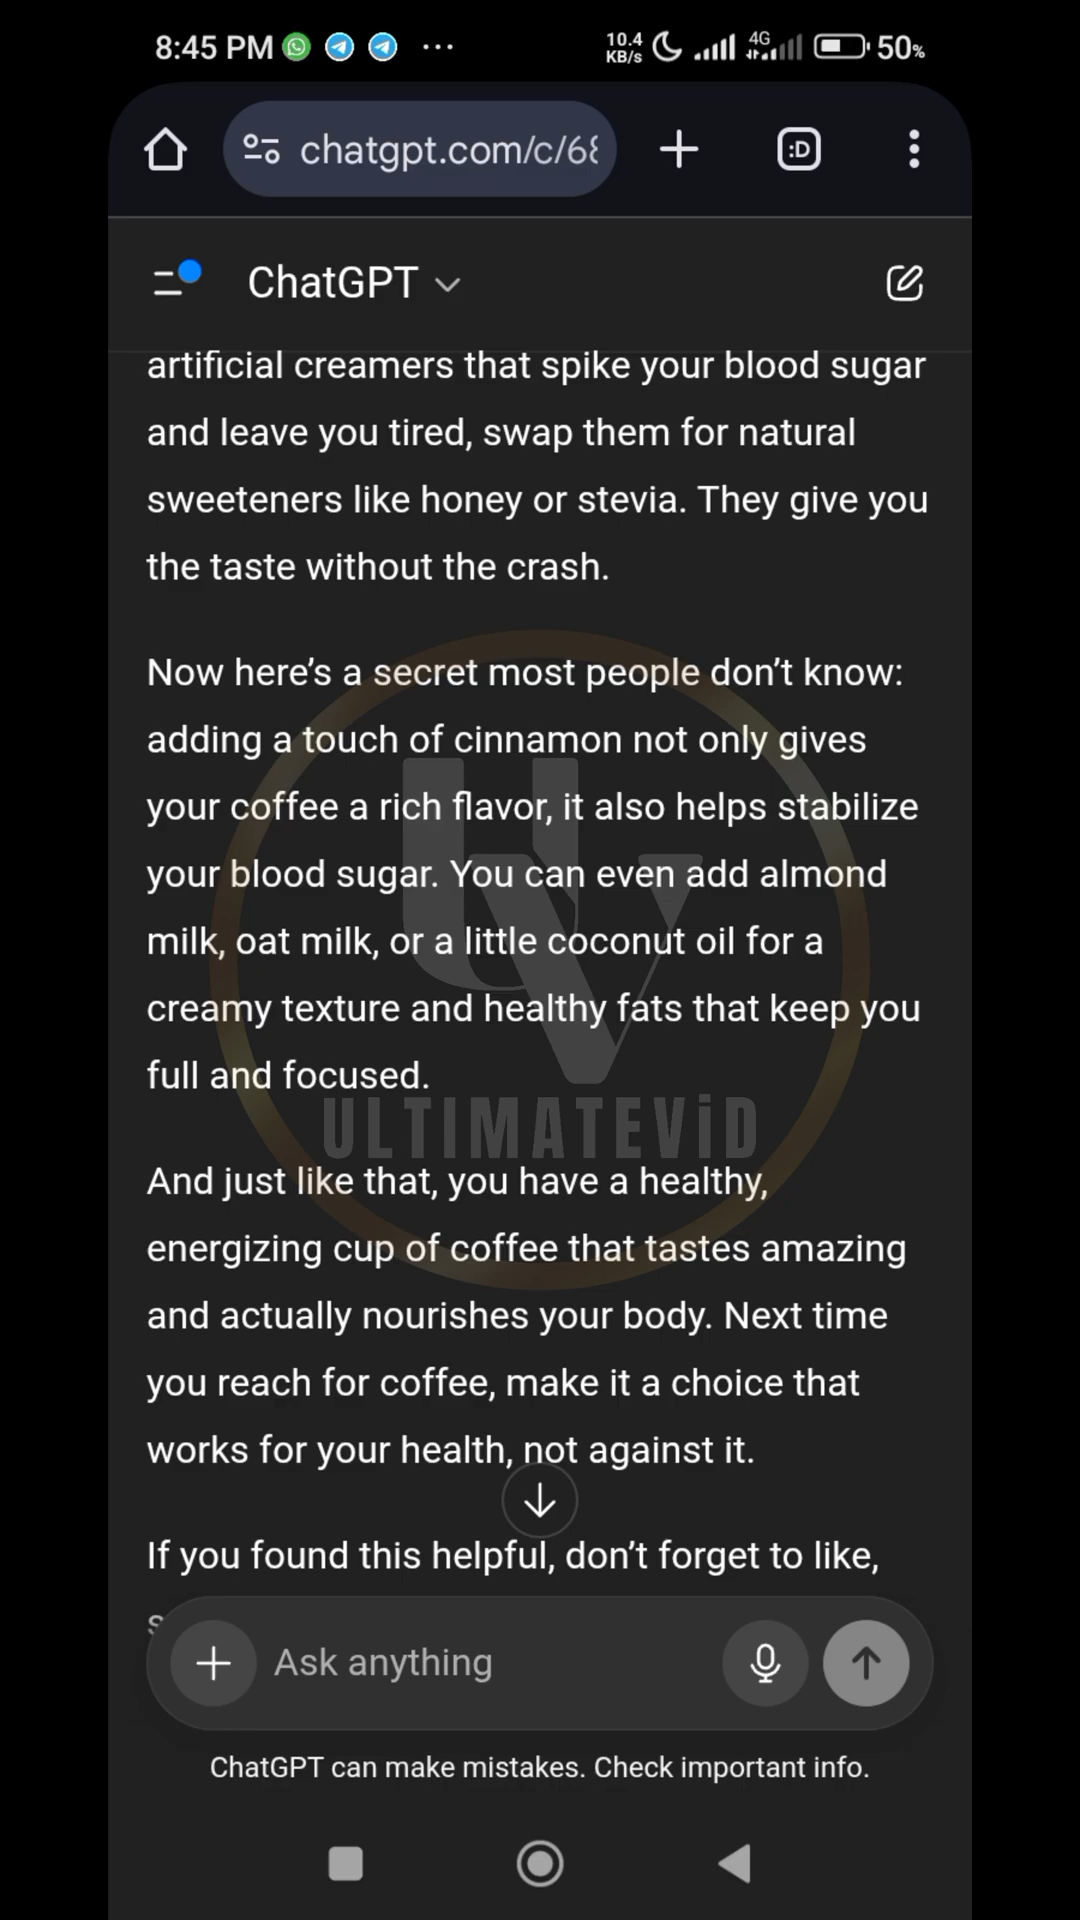 8:45 PM
10.4
KB/s
4G
50%
chatgpt.com/c/68
:D
ChatGPT
artificial creamers that spike your blood sugar
and leave you tired, swap them for natural
sweeteners like honey or stevia. They give you
the taste without the crash.
Now here’s a secret most people don’t know:
adding a touch of cinnamon not only gives
your coffee a rich flavor, it also helps stabilize
your blood sugar. You can even add almond
milk, oat milk, or a little coconut oil for a
creamy texture and healthy fats that keep you
full and focused.
ULTIMATEViD
And just like that, you have a healthy,
energizing cup of coffee that tastes amazing
and actually nourishes your body. Next time
you reach for coffee, make it a choice that
works for your health, not against it.
If you found this helpful, don’t forget to like,
Ask anything
ChatGPT can make mistakes. Check important info.